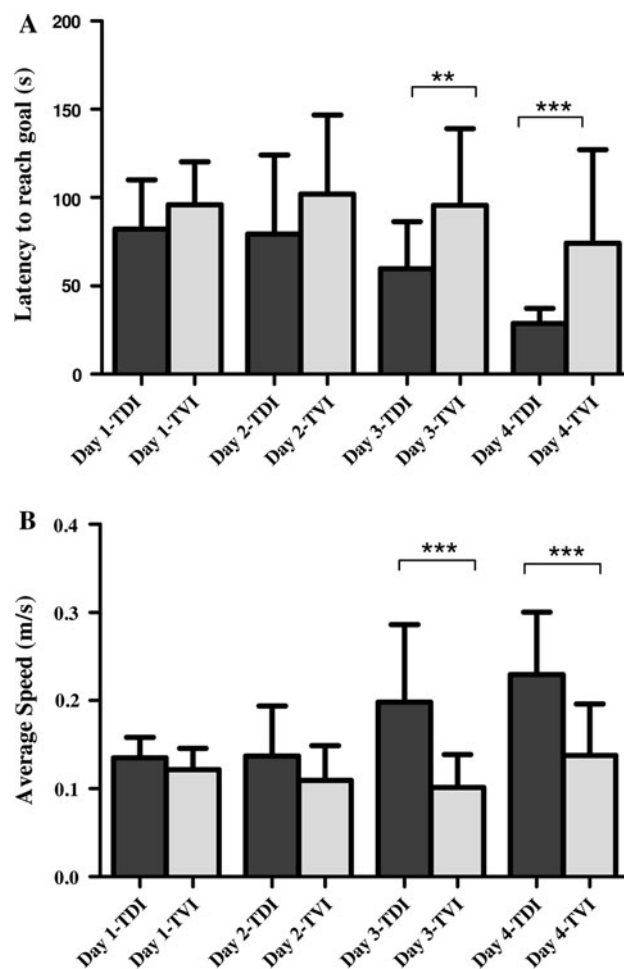 A
Latency to reach goal (s)
200
150
100
50
0
**
***
Day 1-TDI
Day 1-TVI
Day 2-TDI
Day 2-TVI
Day 3-TDI
Day 3-TVI
Day 4-TDI
Day 4-TVI
B
Average Speed (m/s)
0.4
0.3
0.2
0.1
0.0
***
***
Day 1-TDI
Day 1-TVI
Day 2-TDI
Day 2-TVI
Day 3-TDI
Day 3-TVI
Day 4-TDI
Day 4-TVI